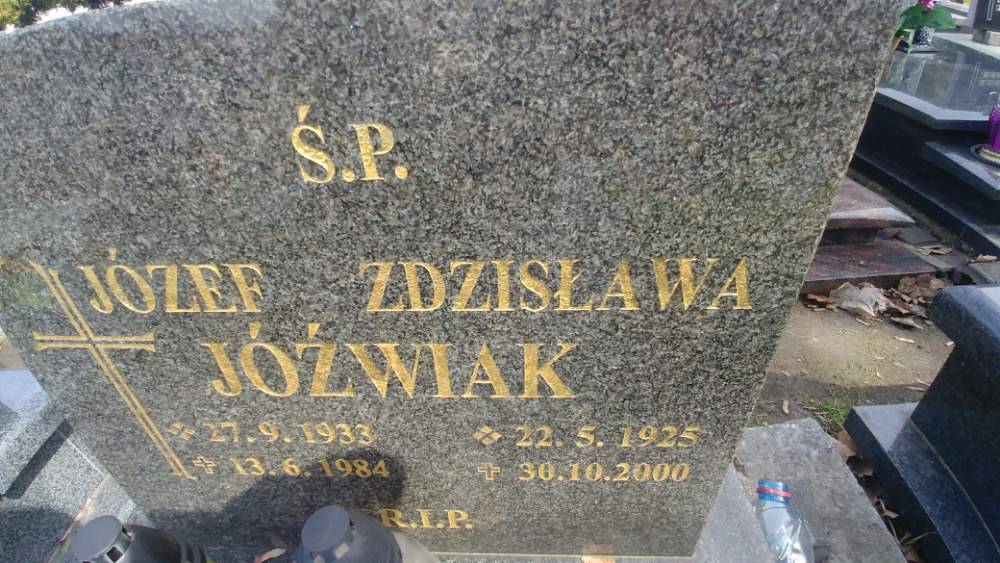 Ś.P.
JÓZEF ZDZISŁAWA
JÓŹWIAK
27.9.1933 22.5.1925
13.6.1984 30.10.2000
R.I.P.